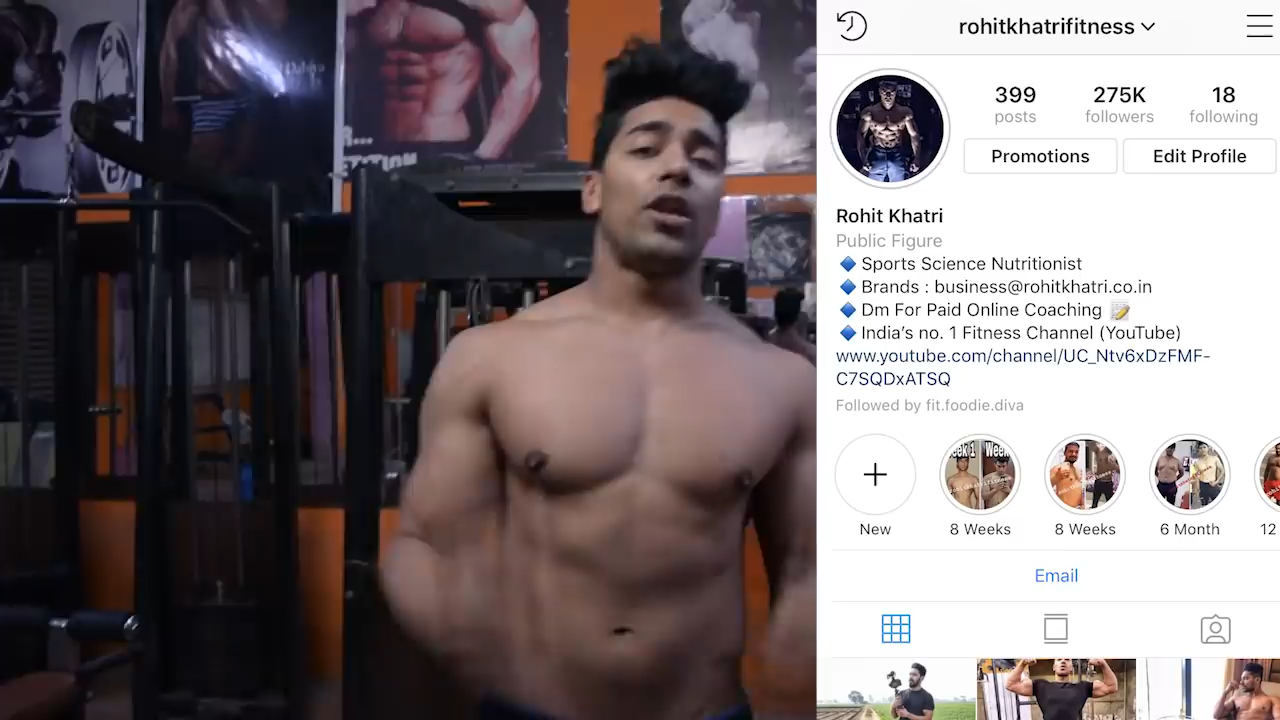 R...
rohitkhatrifitness
399
275K
18
posts
followers
following
Promotions
Edit Profile
Rohit Khatri
Public Figure
Sports Science Nutritionist
Brands : business@rohitkhatri.co.in
Dm For Paid Online Coaching
India's no. 1 Fitness Channel (YouTube)
www.youtube.com/channel/UC_Ntv6xDzFMF-
C7SQDxATSQ
Followed by fit.foodie.diva
New
8 Weeks
8 Weeks
6 Month
12
Email